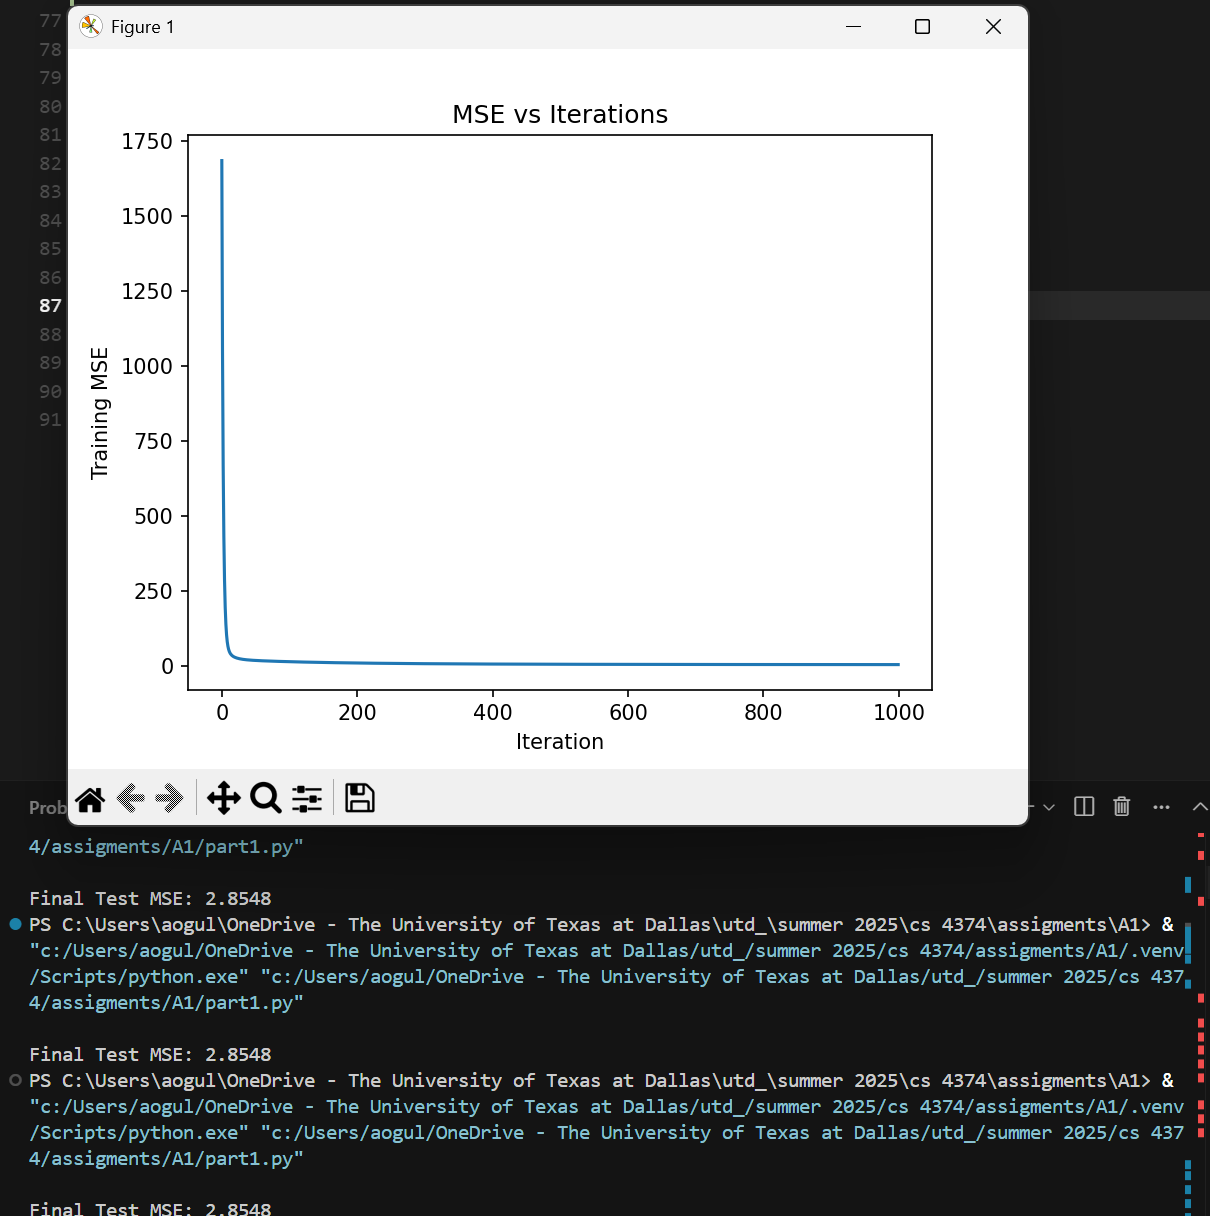 77
78
79
80
81
82
83
84
85
86
87
88
89
90
91
Figure 1
MSE vs Iterations
1750
1500
1250
1000
750
500
250
0
Training MSE
0 200 400 600 800 1000
Iteration
Prob
4/assigments/A1/part1.py"
Final Test MSE: 2.8548
PS C:\Users\aogul\OneDrive - The University of Texas at Dallas\utd_\summer 2025\cs 4374\assigments\A1> &
"c:/Users/aogul/OneDrive - The University of Texas at Dallas/utd_/summer 2025/cs 4374/assigments/A1/.venv
/Scripts/python.exe" "c:/Users/aogul/OneDrive - The University of Texas at Dallas/utd_/summer 2025/cs 437
4/assigments/A1/part1.py"
Final Test MSE: 2.8548
PS C:\Users\aogul\OneDrive - The University of Texas at Dallas\utd_\summer 2025\cs 4374\assigments\A1> &
"c:/Users/aogul/OneDrive - The University of Texas at Dallas/utd_/summer 2025/cs 4374/assigments/A1/.venv
/Scripts/python.exe" "c:/Users/aogul/OneDrive - The University of Texas at Dallas/utd_/summer 2025/cs 437
4/assigments/A1/part1.py"
Final Test MSE: 2.8548